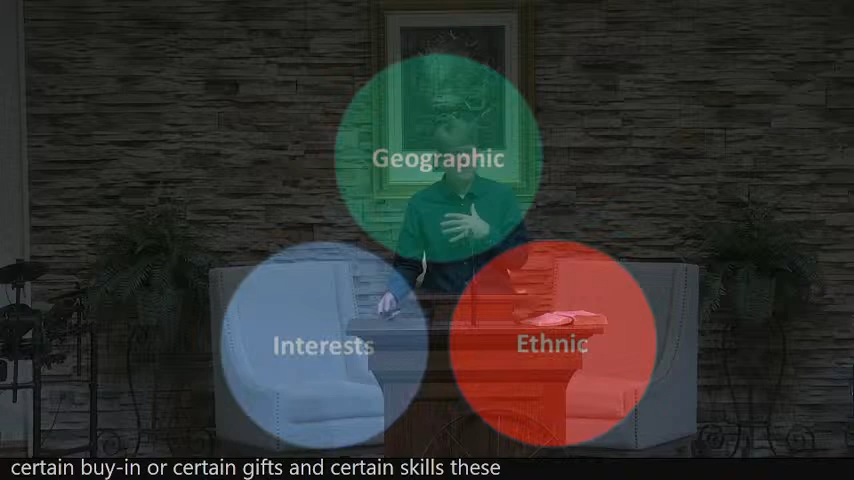 Geographic
Interests
Ethnic
certain buy-in or certain gifts and certain skills these